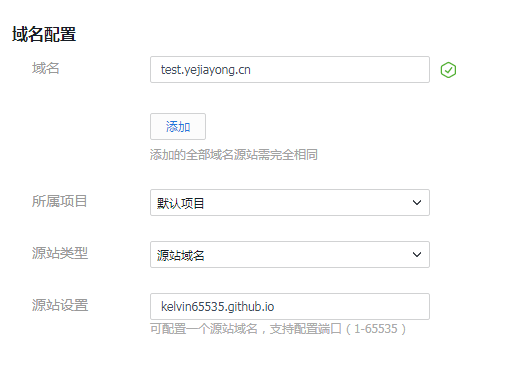 域名配置
域名 test.yejiayong.cn
添加
添加的全部域名源站需完全相同
所属项目 默认项目
源站类型 源站域名
源站设置 kelvin65535.github.io
可配置一个源站域名，支持配置端口（1-65535）